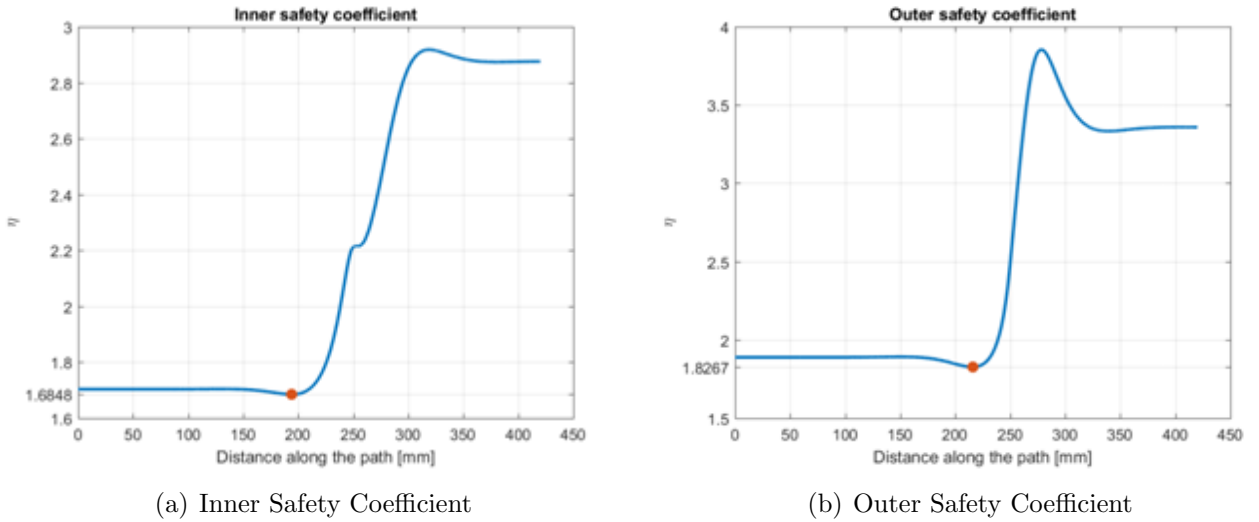 Inner safety coefficient
3
2.8
2.6
2.4
2.2
2
1.8
1.6848
1.6
η
0 50 100 150 200 250 300 350 400 450
Distance along the path [mm]
(a) Inner Safety Coefficient
Outer safety coefficient
4
3.5
3
2.5
2
1.8267
1.5
η
0 50 100 150 200 250 300 350 400 450
Distance along the path [mm]
(b) Outer Safety Coefficient